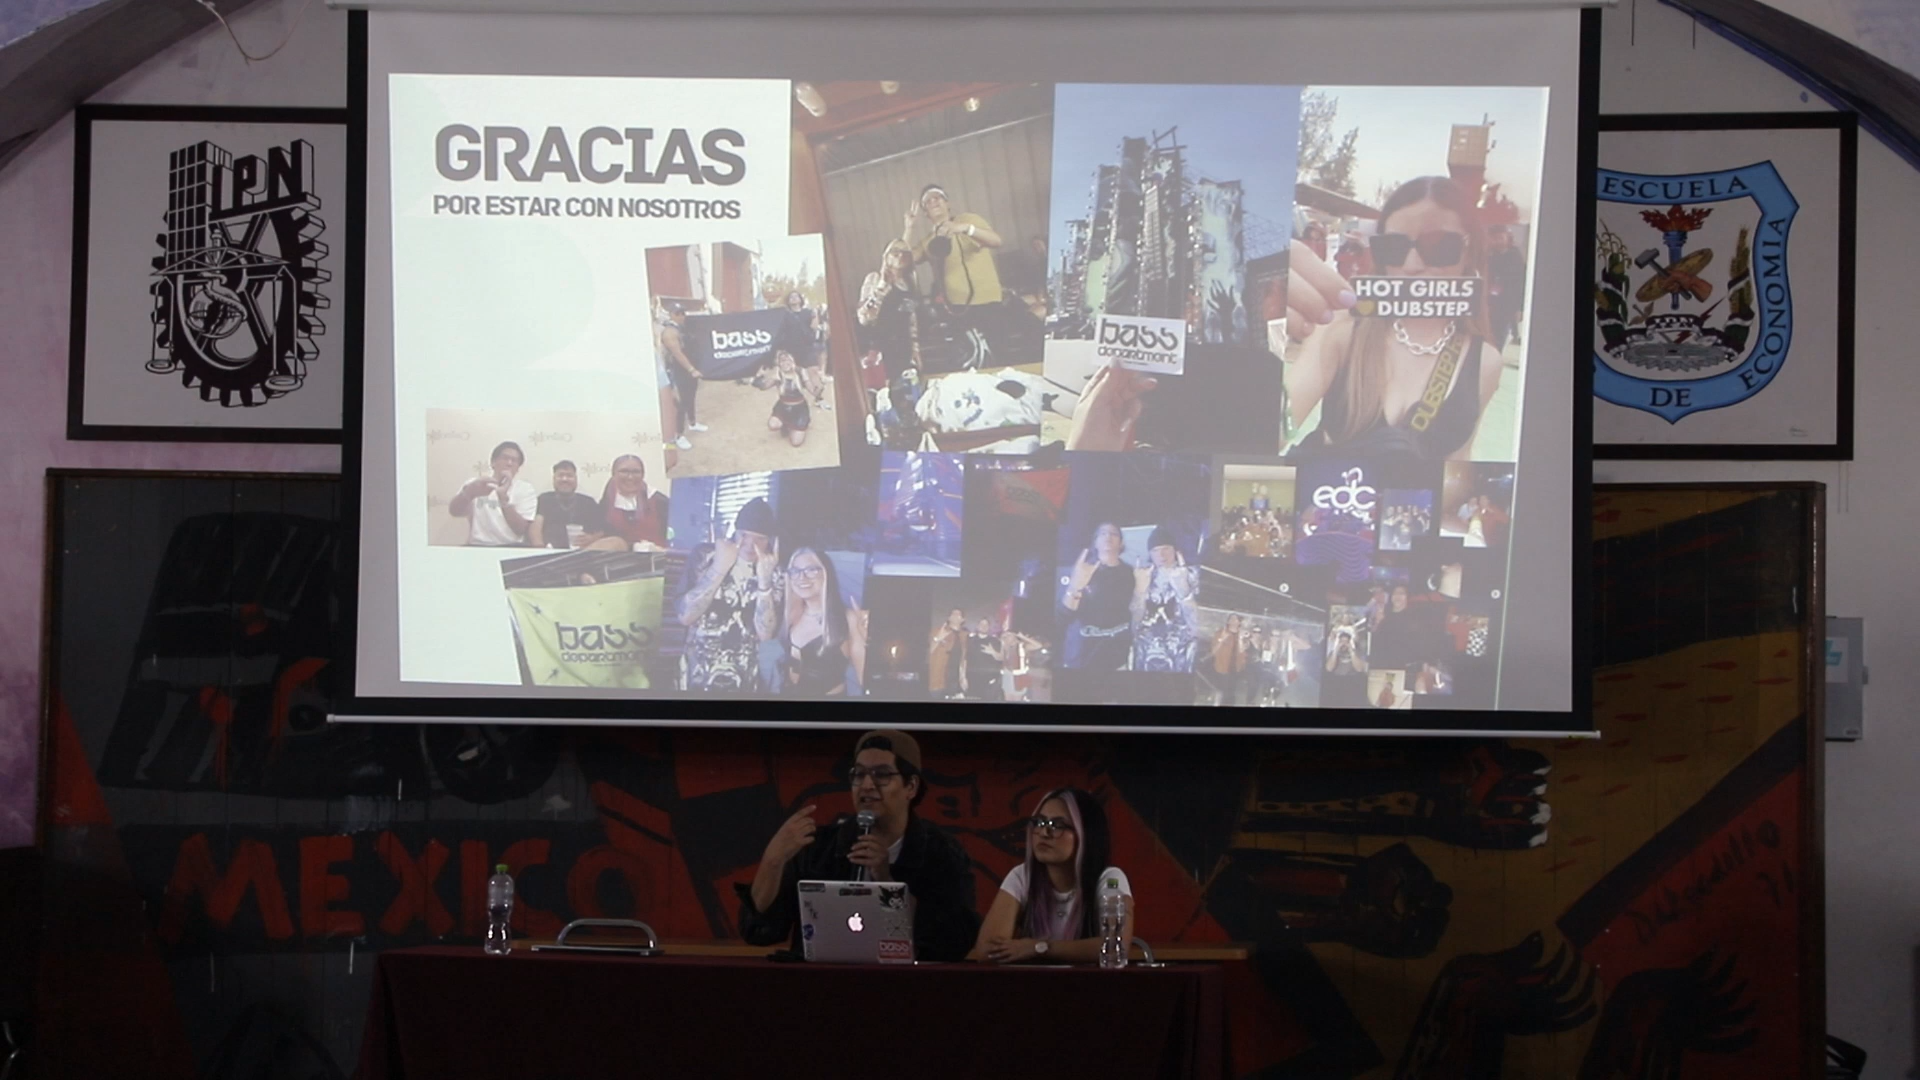 GRACIAS
POR ESTAR CON NOSOTROS
IPN
ESCUELA
DE
ECONOMIA
HOT GIRLS
DUBSTEP.
DUBSTEP
bass
department
bass
department
edc
bass
department
MEXICO
bass